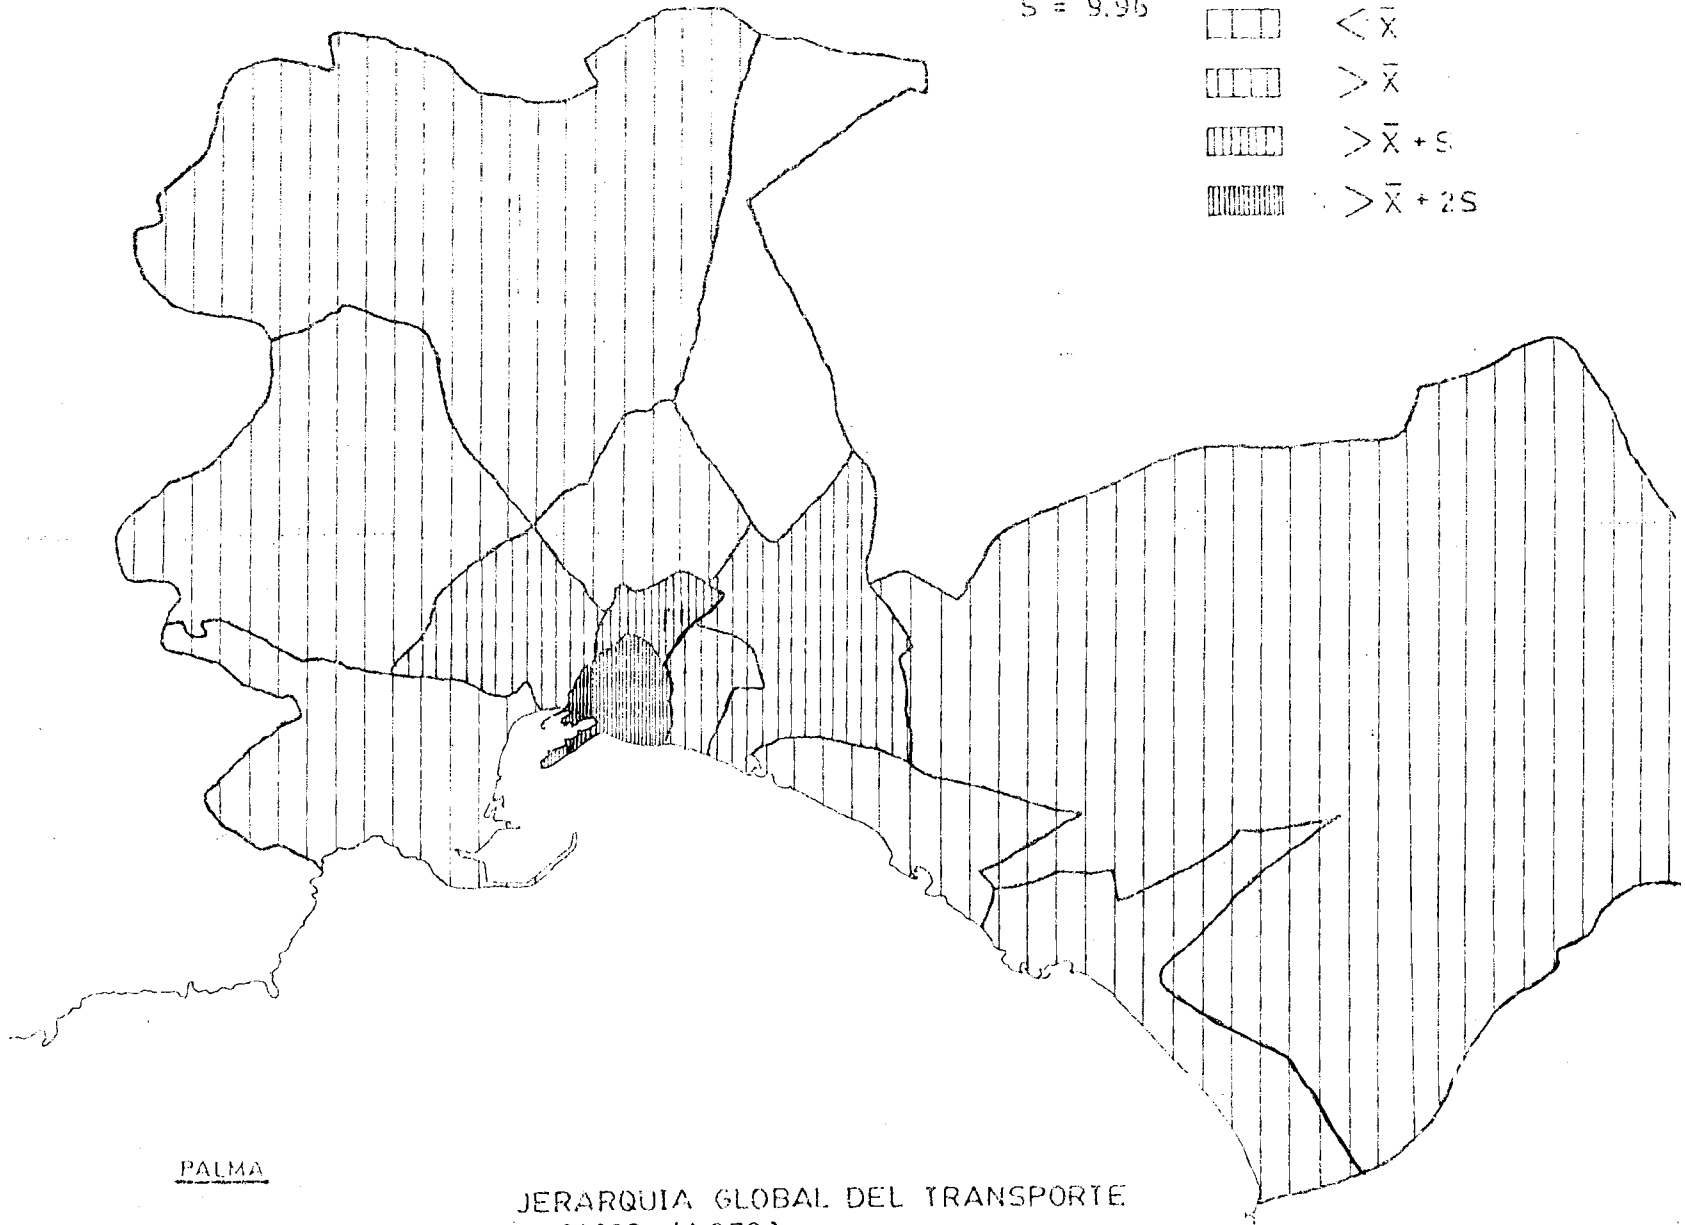 S = 9.96
< X̄
> X̄
> X̄ + S
> X̄ + 2S
PALMA
JERARQUIA GLOBAL DEL TRANSPORTE